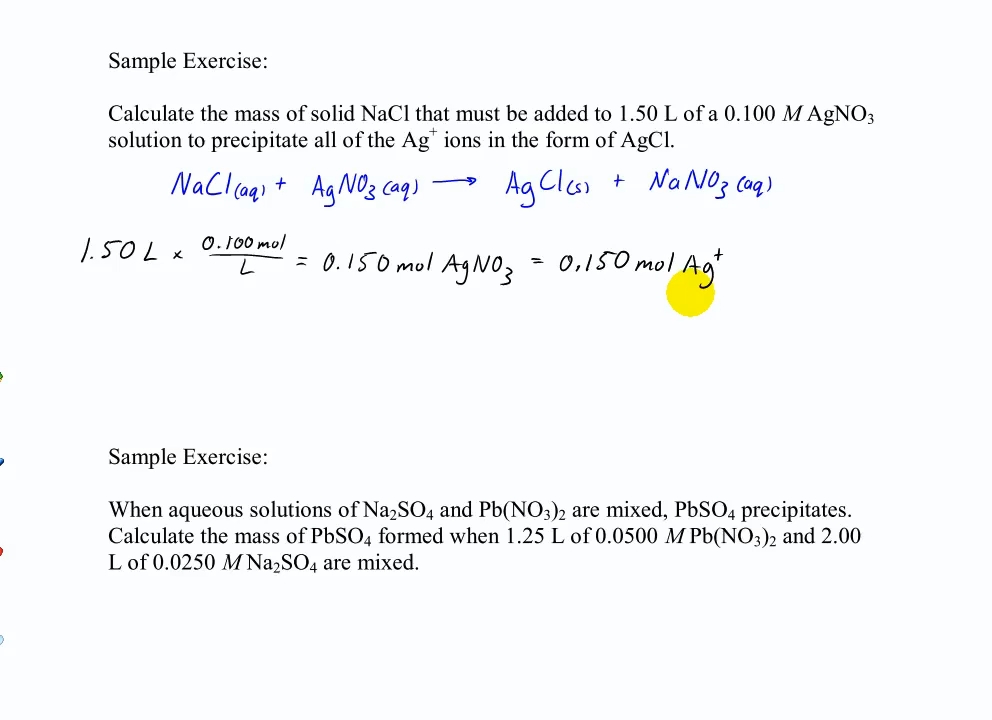 Sample Exercise:
Calculate the mass of solid NaCl that must be added to 1.50 L of a 0.100 M AgNO₃
solution to precipitate all of the Ag⁺ ions in the form of AgCl.
NaCl(aq) + AgNO₃(aq) → AgCl(s) + NaNO₃(aq)
1.50 L × 0.100 mol / L = 0.150 mol AgNO₃ = 0.150 mol Ag⁺
Sample Exercise:
When aqueous solutions of Na₂SO₄ and Pb(NO₃)₂ are mixed, PbSO₄ precipitates.
Calculate the mass of PbSO₄ formed when 1.25 L of 0.0500 M Pb(NO₃)₂ and 2.00
L of 0.0250 M Na₂SO₄ are mixed.